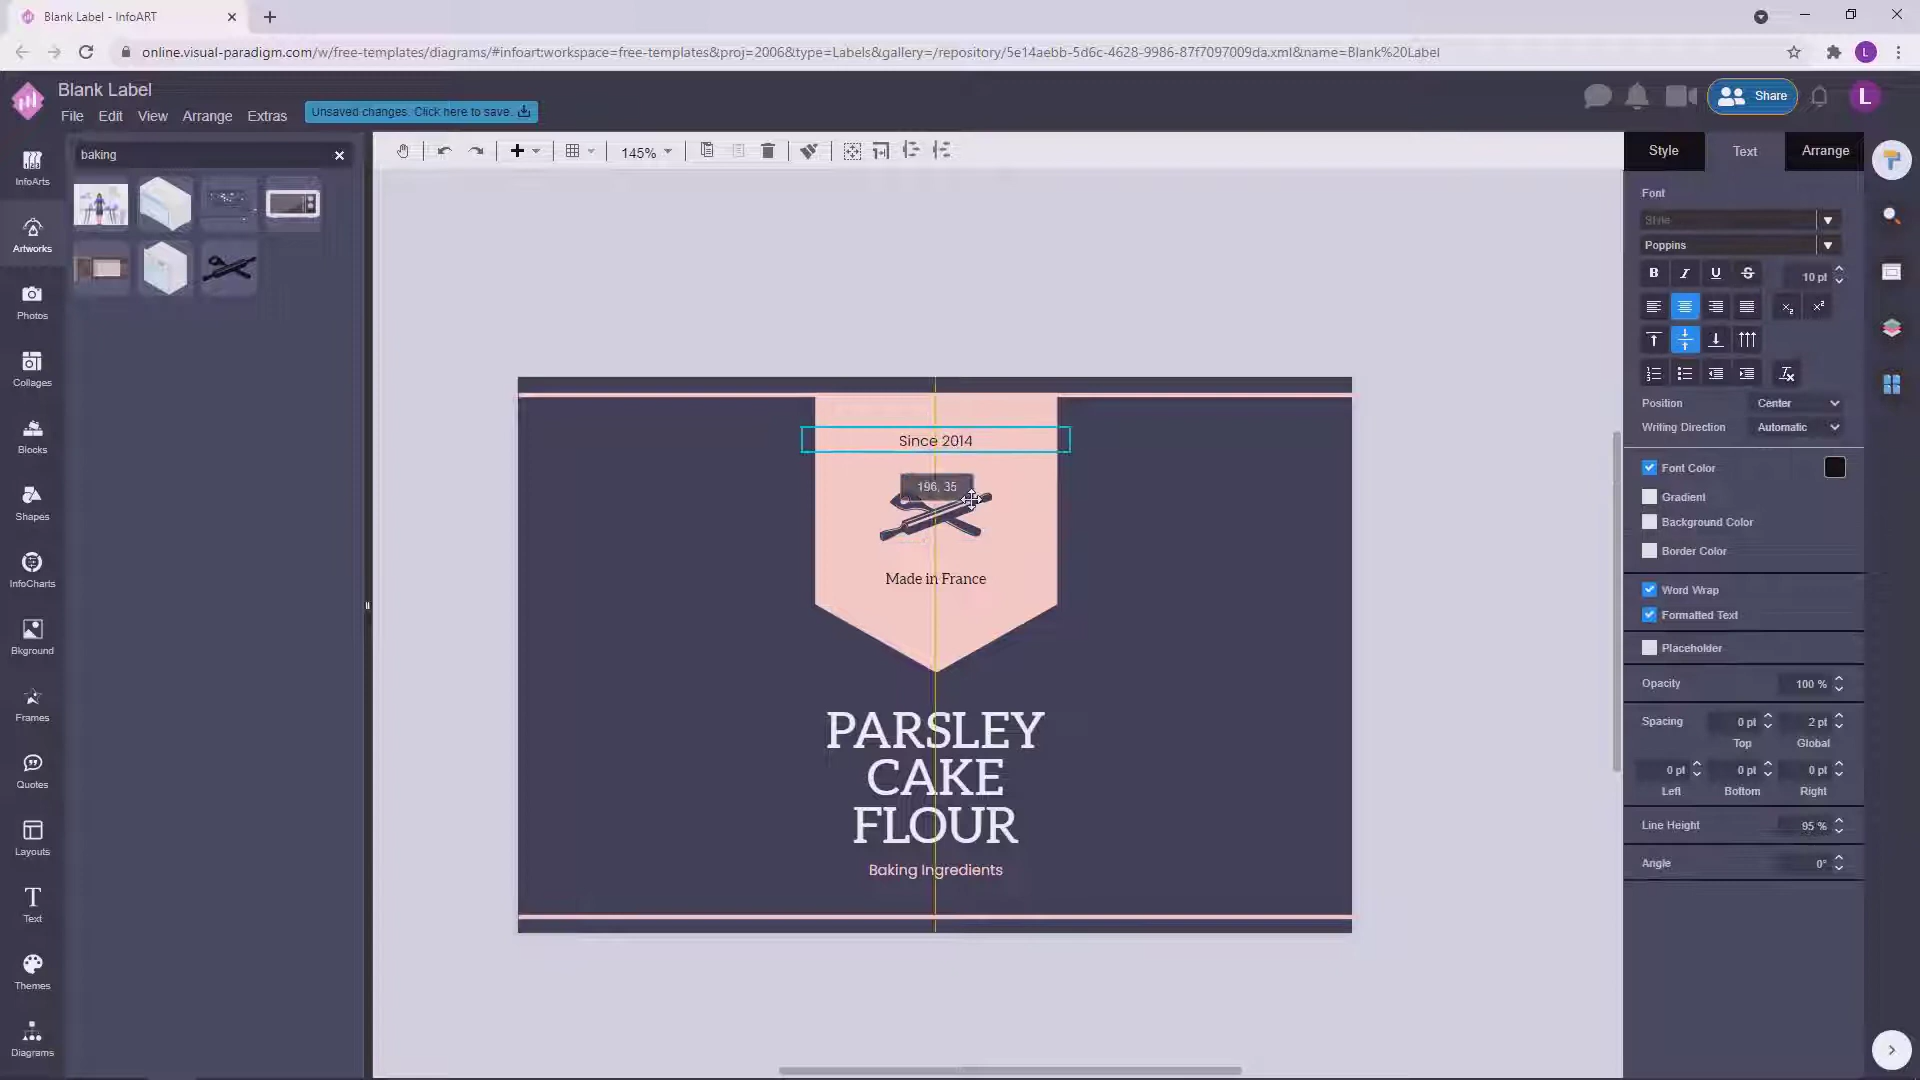 Blank Label - InfoART
online.visual-paradigm.com/w/free-templates/diagrams/#infoart:workspace=free-templates&proj=2006&type=Labels&gallery=/repository/5e14aebb-5d6c-4628-9986-87f7097009da.xml&name=Blank%20Label
L
Blank Label
File Edit View Arrange Extras
Unsaved changes. Click here to save.
Share
L
baking
145%
InfoArts
Artworks
Photos
Collages
Blocks
Shapes
InfoCharts
Bkground
Frames
Quotes
Layouts
Text
Themes
Diagrams
Since 2014
196, 35
Made in France
PARSLEY
CAKE
FLOUR
Baking Ingredients
Style Text Arrange
Font
Style
Poppins
B I U S 10 pt
Position Center
Writing Direction Automatic
Font Color
Gradient
Background Color
Border Color
Word Wrap
Formatted Text
Placeholder
Opacity 100 %
Spacing 0 pt 2 pt
Top Global
0 pt 0 pt 0 pt
Left Bottom Right
Line Height 95 %
Angle 0°